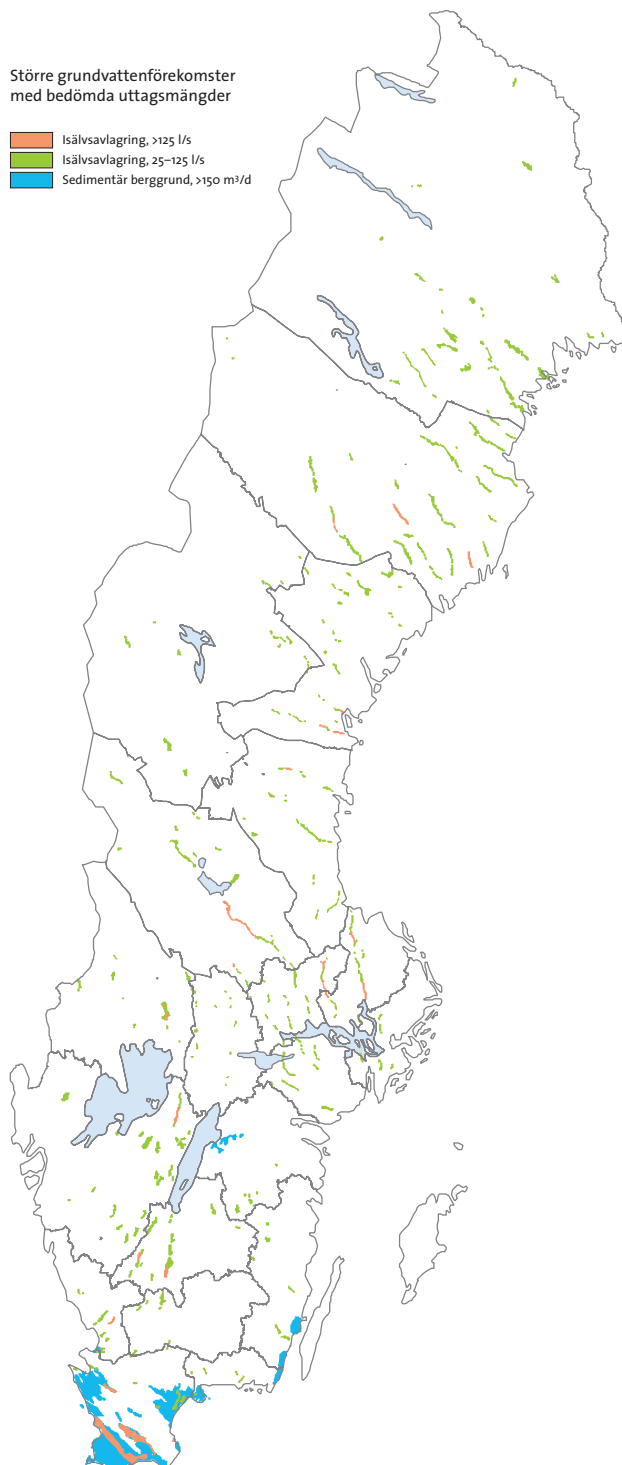 Större grundvattenförekomster
med bedömda uttagsmängder
Isälvsavlagring, >125 l/s
Isälvsavlagring, 25–125 l/s
Sedimentär berggrund, >150 m³/d